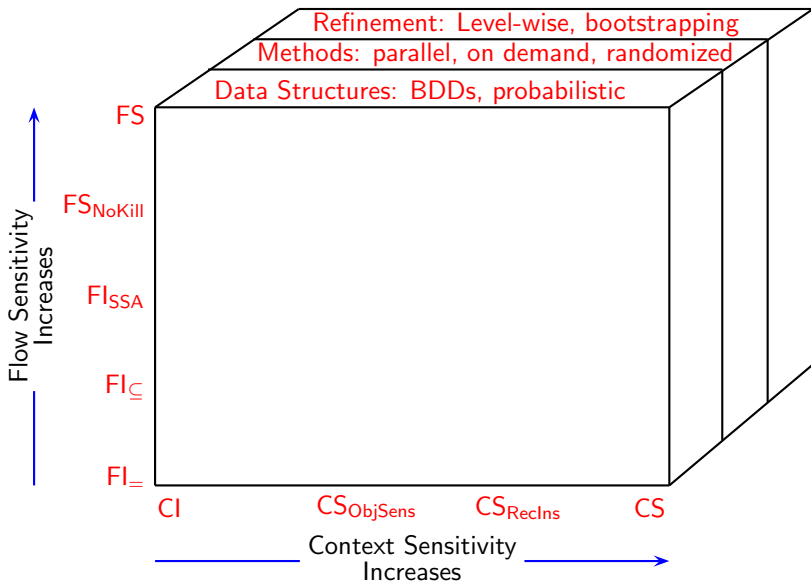 Refinement: Level-wise, bootstrapping
Methods: parallel, on demand, randomized
Data Structures: BDDs, probabilistic
FS
FS_NoKill
FI_SSA
FI_⊆
FI_=
Flow Sensitivity
Increases
CI
CS_ObjSens
CS_RecIns
CS
Context Sensitivity
Increases